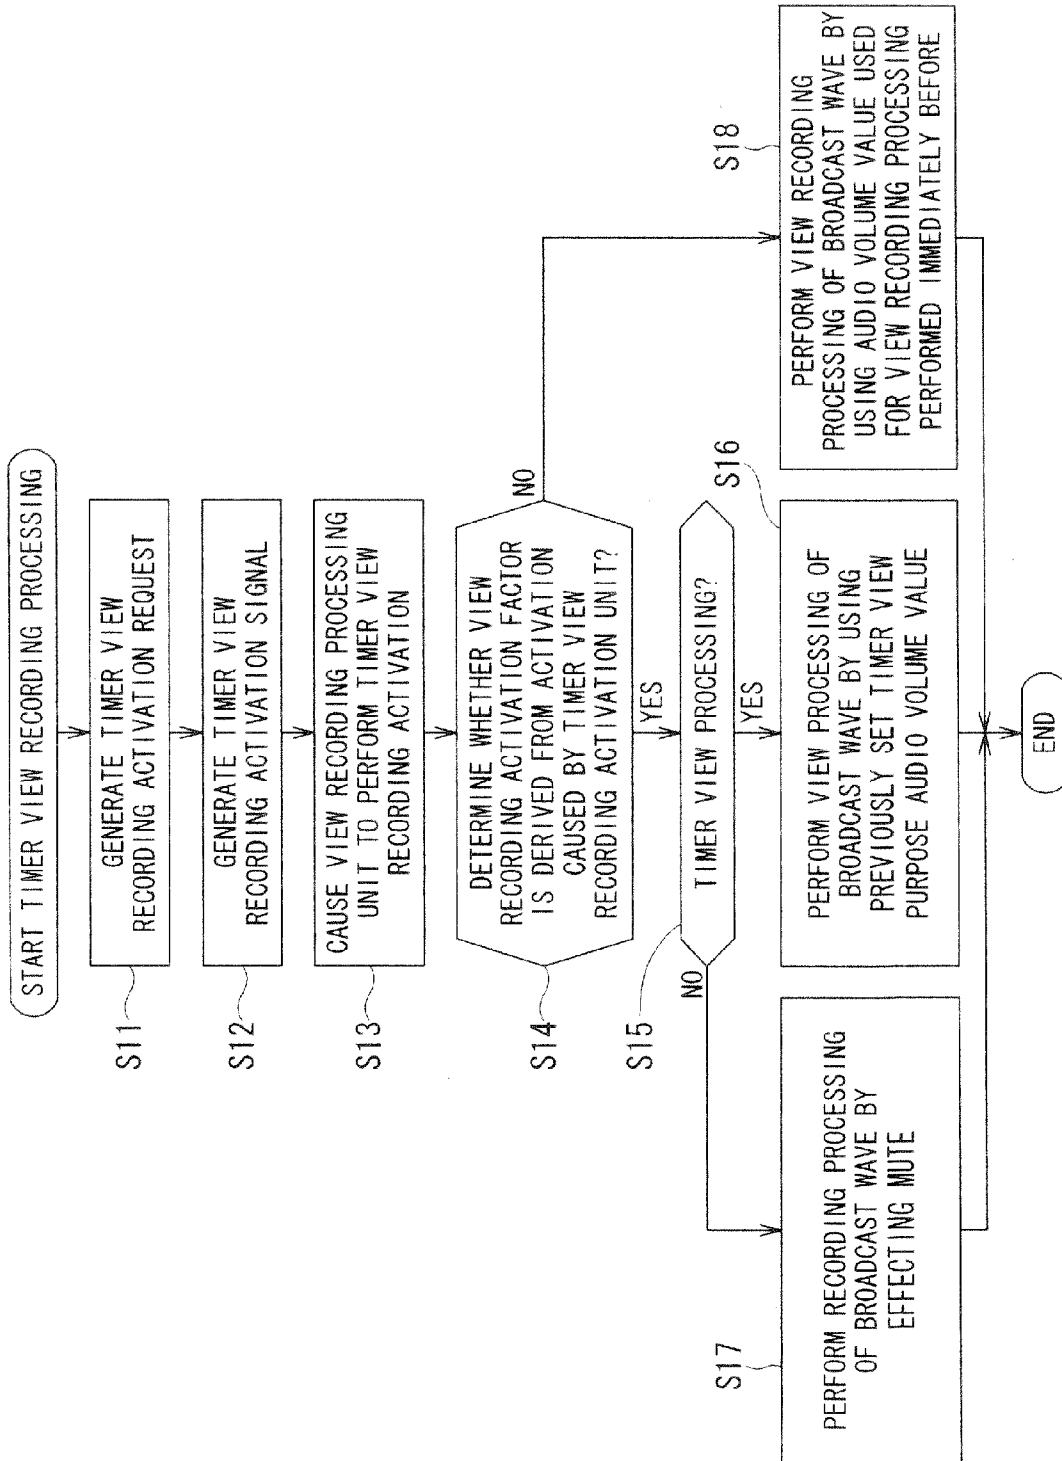 START TIMER VIEW RECORDING PROCESSING
S11
GENERATE TIMER VIEW
RECORDING ACTIVATION REQUEST
S12
GENERATE TIMER VIEW
RECORDING ACTIVATION SIGNAL
S13
CAUSE VIEW RECORDING PROCESSING
UNIT TO PERFORM TIMER VIEW
RECORDING ACTIVATION
S14
DETERMINE WHETHER VIEW
RECORDING ACTIVATION FACTOR
IS DERIVED FROM ACTIVATION
CAUSED BY TIMER VIEW
RECORDING ACTIVATION UNIT?
NO
YES
S15
TIMER VIEW PROCESSING?
NO
YES
S17
PERFORM RECORDING PROCESSING
OF BROADCAST WAVE BY
EFFECTING MUTE
S16
PERFORM VIEW PROCESSING OF
BROADCAST WAVE BY USING
PREVIOUSLY SET TIMER VIEW
PURPOSE AUDIO VOLUME VALUE
S18
PERFORM VIEW RECORDING
PROCESSING OF BROADCAST WAVE BY
USING AUDIO VOLUME VALUE USED
FOR VIEW RECORDING PROCESSING
PERFORMED IMMEDIATELY BEFORE
END